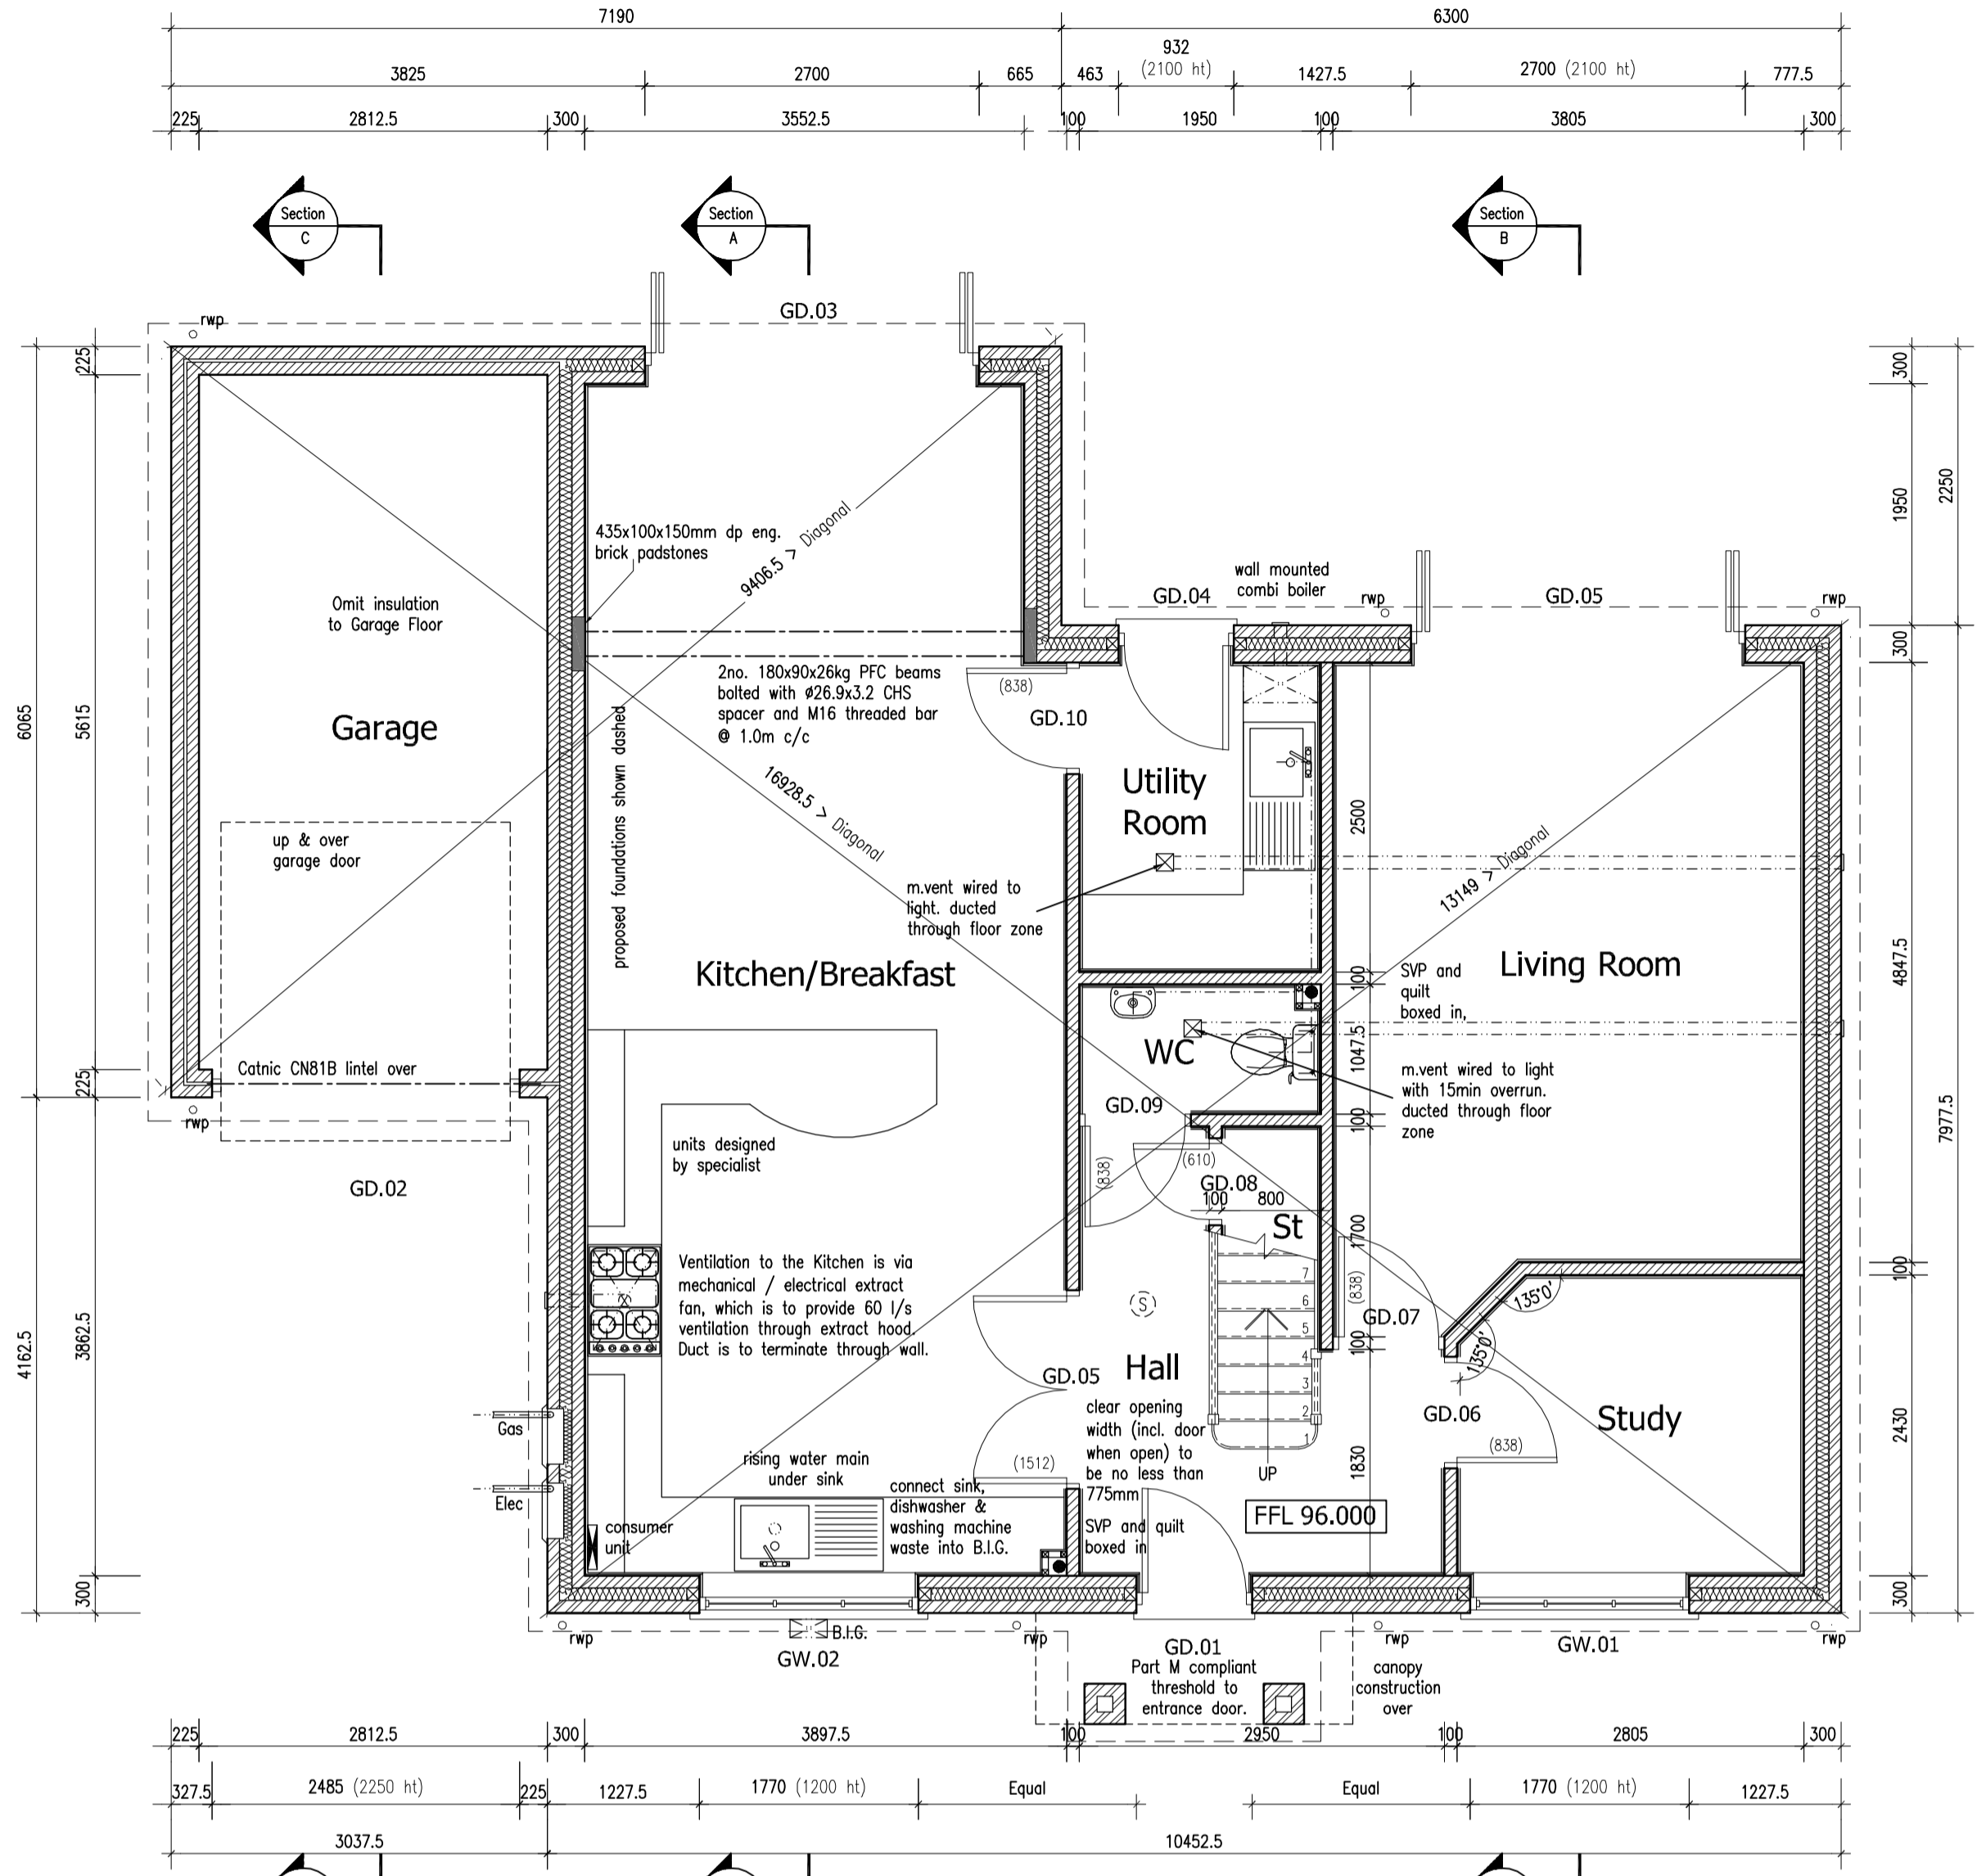 7190
6300
932
3825
2700
665
463
(2100 ht)
1427.5
2700 (2100 ht)
777.5
225
2812.5
300
3552.5
100
1950
100
3805
300
Section
C
Section
A
Section
B
GD.03
rwp
225
300
1950
2250
435x100x150mm dp eng.
brick padstones
9406.5 > Diagonal
wall mounted
combi boiler
GD.04
rwp
GD.05
rwp
Omit insulation
to Garage Floor
300
2no. 180x90x26kg PFC beams
bolted with ø26.9x3.2 CHS
spacer and M16 threaded bar
@ 1.0m c/c
(838)
GD.10
Garage
6065
5615
proposed foundations shown dashed
16928.5 > Diagonal
Utility
Room
2500
13149 > Diagonal
up & over
garage door
m.vent wired to
light. ducted
through floor zone
Kitchen/Breakfast
Living Room
4847.5
100
SVP and
quilt
boxed in,
WC
1047.5
Catnic CN81B lintel over
225
m.vent wired to light
with 15min overrun.
ducted through floor
zone
GD.09
100
rwp
7977.5
units designed
by specialist
(838)
(610)
GD.08
100
800
GD.02
St
1700
Ventilation to the Kitchen is via
mechanical / electrical extract
fan, which is to provide 60 l/s
ventilation through extract hood.
Duct is to terminate through wall.
7
6
5
4
3
2
1
S
(838)
GD.07
100
135°0'
135°0'
100
4162.5
3862.5
Hall
GD.05
clear opening
width (incl. door
when open) to
be no less than
775mm
GD.06
Study
2430
Gas
Elec
rising water main
under sink
(1512)
connect sink,
dishwasher &
washing machine
waste into B.I.G.
UP
1830
(838)
FFL 96.000
consumer
unit
SVP and quilt
boxed in
300
300
rwp
B.I.G.
rwp
rwp
rwp
GW.02
GD.01
GW.01
Part M compliant
threshold to
entrance door.
canopy
construction
over
225
2812.5
300
3897.5
100
2950
100
2805
300
327.5
2485 (2250 ht)
225
1227.5
1770 (1200 ht)
Equal
Equal
1770 (1200 ht)
1227.5
3037.5
10452.5